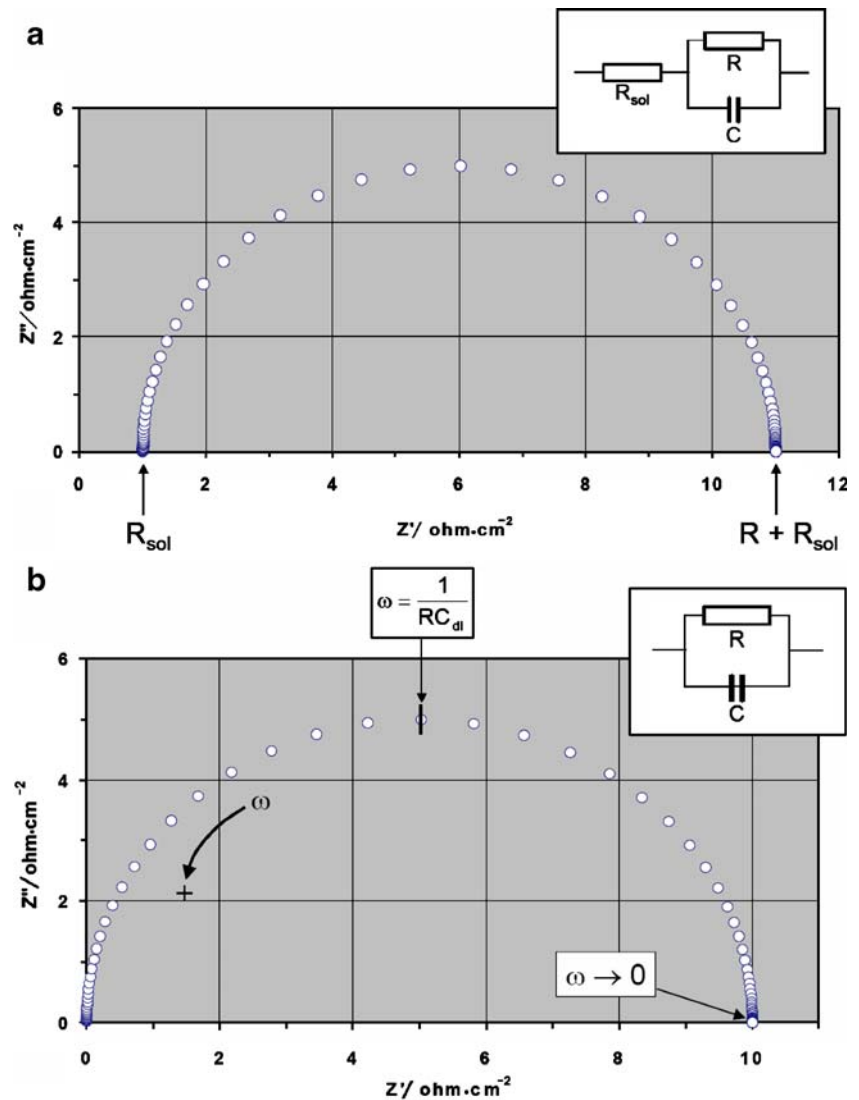 a
R
R_sol
C
6
4
2
0
Z"/ohm·cm⁻²
0 2 4 6 8 10 12
R_sol
Z'/ ohm·cm⁻²
R + R_sol
b
ω = 1/RC_dl
R
C
6
4
2
0
Z"/ohm·cm⁻²
ω
+
ω → 0
0 2 4 6 8 10
Z'/ ohm·cm⁻²